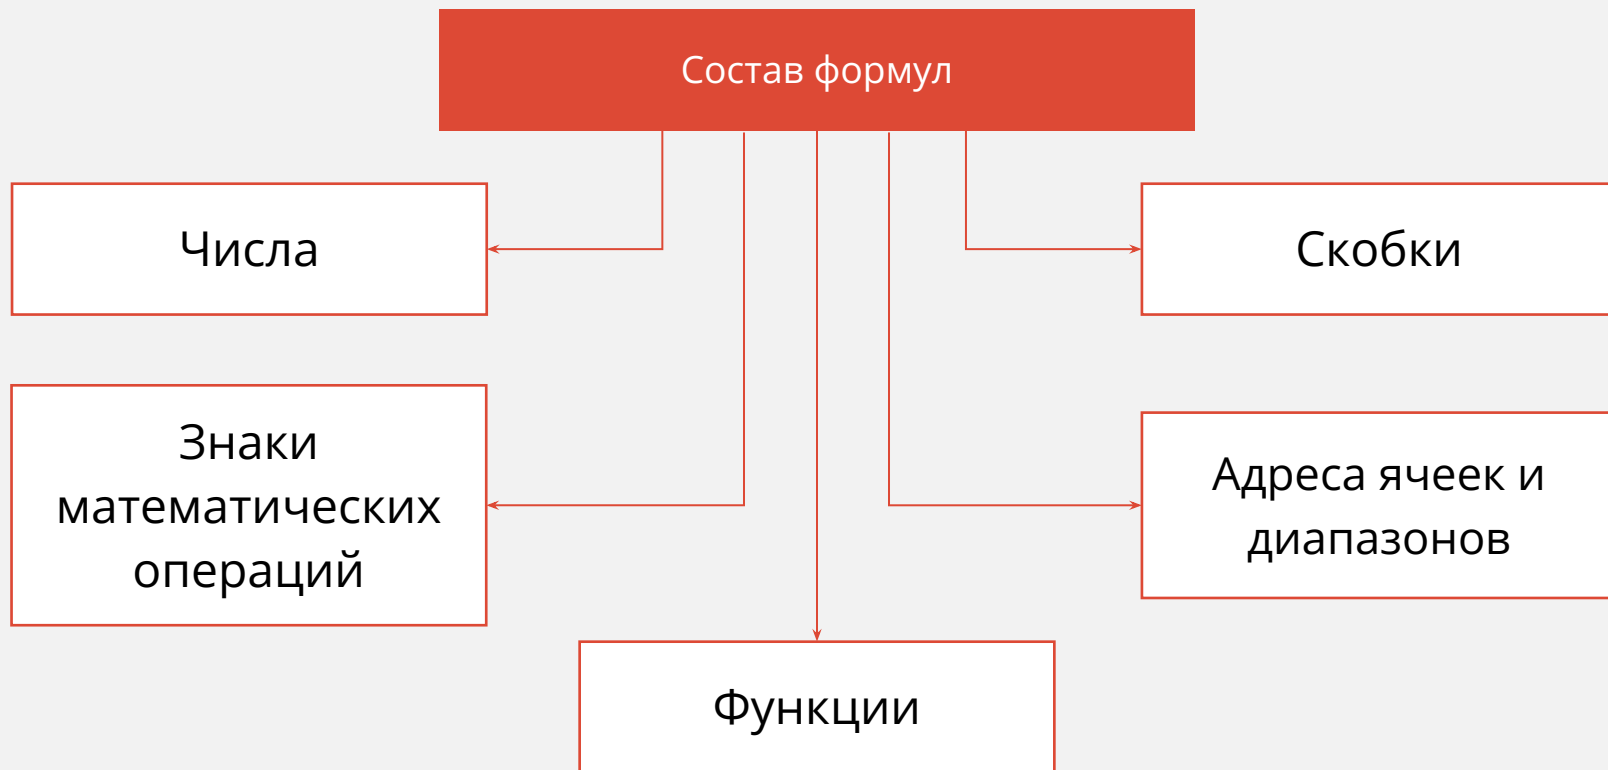 Состав формул
Числа
Скобки
Знаки
математических
операций
Адреса ячеек и
диапазонов
Функции